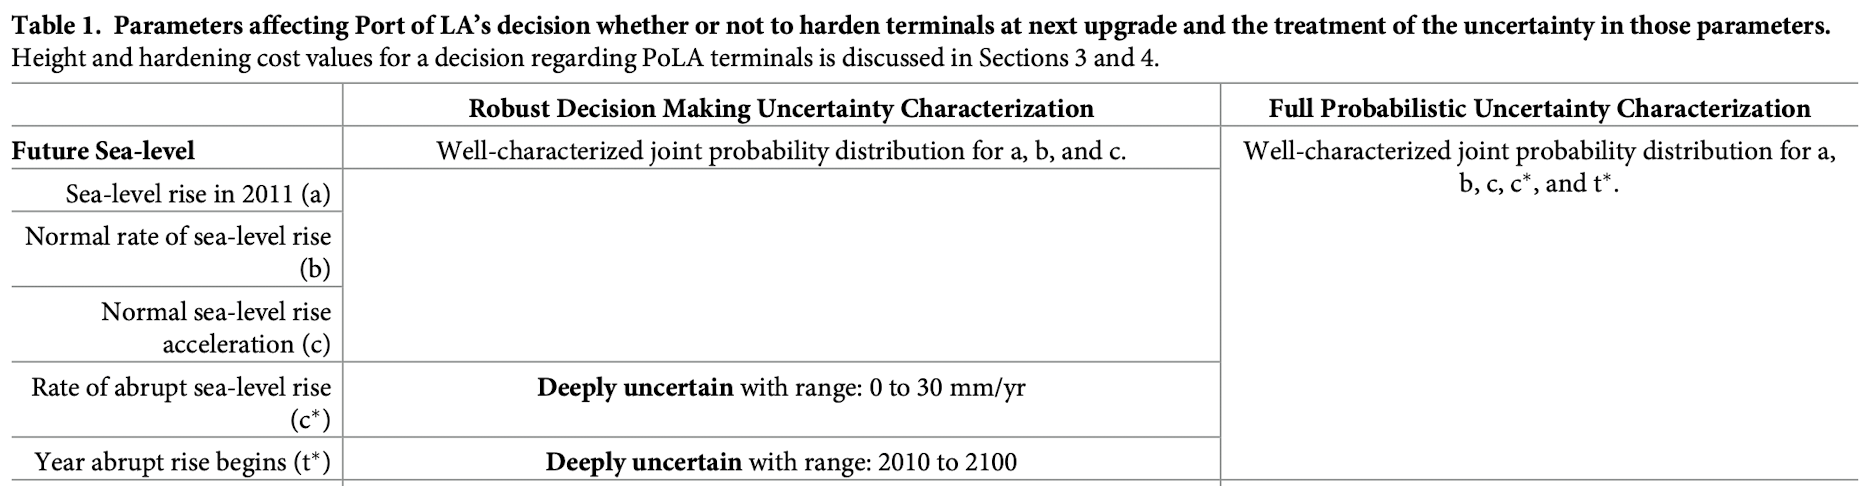 Table 1. Parameters affecting Port of LA's decision whether or not to harden terminals at next upgrade and the treatment of the uncertainty in those parameters.
Height and hardening cost values for a decision regarding PoLA terminals is discussed in Sections 3 and 4.
Robust Decision Making Uncertainty Characterization
Full Probabilistic Uncertainty Characterization
Future Sea-level
Well-characterized joint probability distribution for a, b, and c.
Well-characterized joint probability distribution for a,
b, c, c*, and t*.
Sea-level rise in 2011 (a)
Normal rate of sea-level rise
(b)
Normal sea-level rise
acceleration (c)
Rate of abrupt sea-level rise
(c*)
Deeply uncertain with range: 0 to 30 mm/yr
Year abrupt rise begins (t*)
Deeply uncertain with range: 2010 to 2100